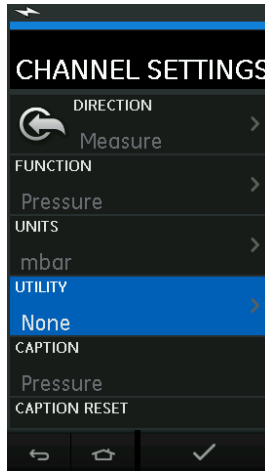 CHANNEL SETTINGS
DIRECTION
Measure
FUNCTION
Pressure
UNITS
mbar
UTILITY
None
CAPTION
Pressure
CAPTION RESET